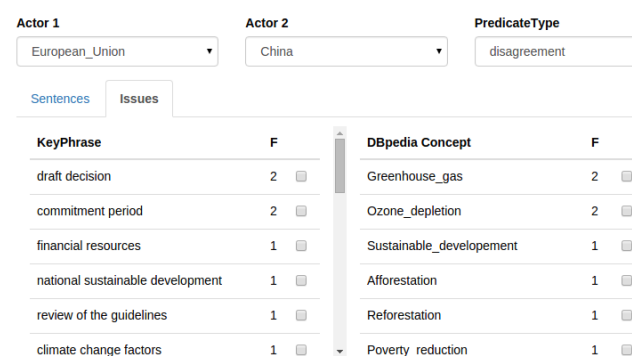 Actor 1 Actor 2 PredicateType
European_Union China disagreement
Sentences Issues
KeyPhrase F DBpedia Concept F
draft decision 2 Greenhouse_gas 2
commitment period 2 Ozone_depletion 2
financial resources 1 Sustainable_developement 1
national sustainable development 1 Afforestation 1
review of the guidelines 1 Reforestation 1
climate change factors 1 Poverty_reduction 1